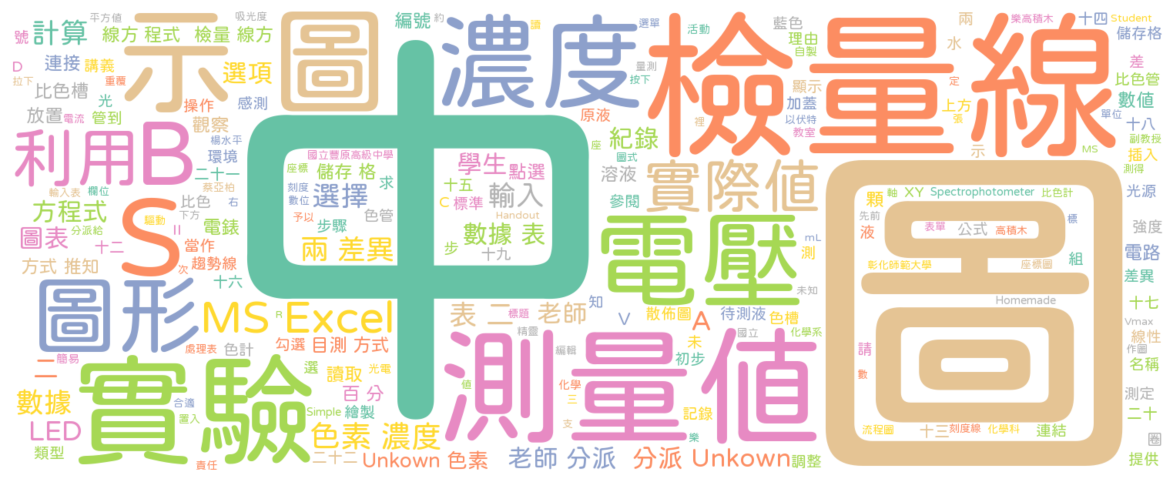 號 計算 線方 程式 檢量 線方 平方值 吸光度 編號 約 讀 選單 活動 藍色 兩 樂高積木 十四 Student
示 圖 濃度 檢量線
D 連接 講義 選項 量測 按下 理由 自製 水 儲存格
拉下 比色槽 重覆 感測 顯示 定 差 比色管
放置 電流 光 管到 操作 觀察 原液 加蓋 上方 張 數值
利用B 楊水平 環境 二十一 國立豐原高級中學 座標 儲存 格 學生 點選 座 紀錄 以伏特 教室 單位 十八 副教授
示 MS 插入 測得
輸入表 欄位 蔡亞柏 刻度 選擇 求 十五 輸入 圖式 溶液 裡 實際值 顆 軸 XY Spectrophotometer 比色計 光源
方程式 分派給 比色 右 數位 予以 色管 C 標準 Handout 參閱 先前 表單 公式 高積木 標 強度
圖表 十二 驅動 下方 II 電錶 步驟 步 數據 表 十九 電壓 mL 測 液 組 電路
S 當作 次 趨勢線 兩 差異 中 圖 彰化師範大學 座標圖 差異
方式 推知 十六 未知 Homemade 十七
圖形 MS Excel R 表 二 標題 老師 知 V 散佈圖 A 待測液 色槽 Vmax 線性
二 簡易 處理表 色計 勾選 目測 方式 精靈 編輯 國立 未 初步 化學系 請 作圖 名稱
實驗 選 讀取 光電 測量值 值 化學 數 測定
數據 合適 置入 Simple 百 分 繪製 三 支 記錄 二十
LED 類型 責任 色素 濃度 樂 流程圖 十三 刻度線 化學科 連結 圈
二十二 Unkown 色素 老師 分派 分派 Unkown 調整 提供